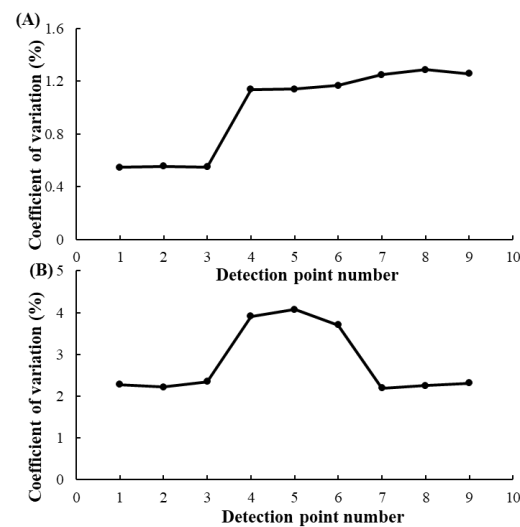 (A)
Coefficient of variation (%)
1.6
1.2
0.8
0.4
0
0 1 2 3 4 5 6 7 8 9 10
Detection point number
(B)
Coefficient of variation (%)
5
4
3
2
1
0
0 1 2 3 4 5 6 7 8 9 10
Detection point number